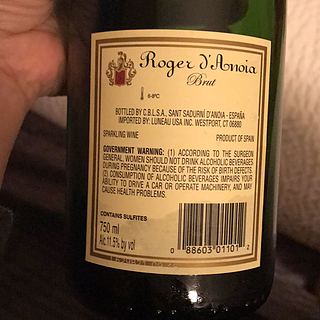 Roger d'Anoia
Brut
6-8°C
BOTTLED BY C.B.L.S.A., SANT SADURNÍ D'ANOIA - ESPAÑA
IMPORTED BY: LUNEAU USA INC. WESTPORT, CT 06880
SPARKLING WINE PRODUCT OF SPAIN
GOVERNMENT WARNING: (1) ACCORDING TO THE SURGEON
GENERAL, WOMEN SHOULD NOT DRINK ALCOHOLIC BEVERAGES
DURING PREGNANCY BECAUSE OF THE RISK OF BIRTH DEFECTS.
(2) CONSUMPTION OF ALCOHOLIC BEVERAGES IMPAIRS YOUR
ABILITY TO DRIVE A CAR OR OPERATE MACHINERY, AND MAY
CAUSE HEALTH PROBLEMS.
CONTAINS SULFITES
750 ml
Alc.11.5% by vol
0 88603 01101 2